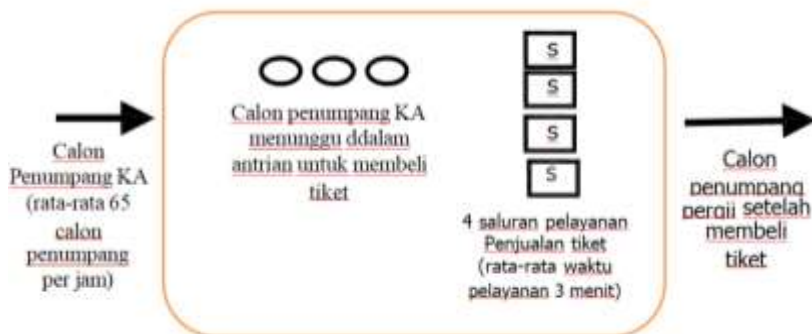 Calon
Penumpang KA
(rata-rata 65
calon
penumpang
per jam)
Calon penumpang KA
menunggu ddalam
antrian untuk membeli
tiket
S
S
S
S
4 saluran pelayanan
Penjualan tiket
(rata-rata waktu
pelayanan 3 menit)
Calon
penumpang
pergii setelah
membeli
tiket